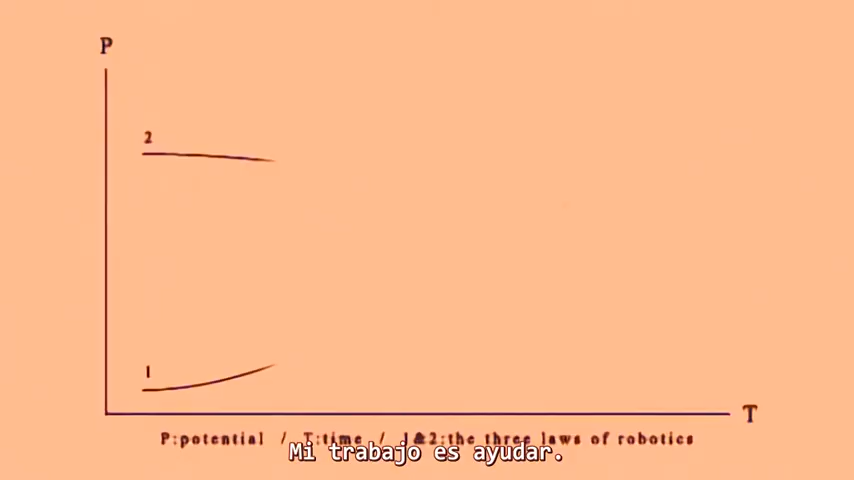 P
2
1
T
P:potential / T:time / 1&2:the three laws of robotics
Mi trabajo es ayudar.